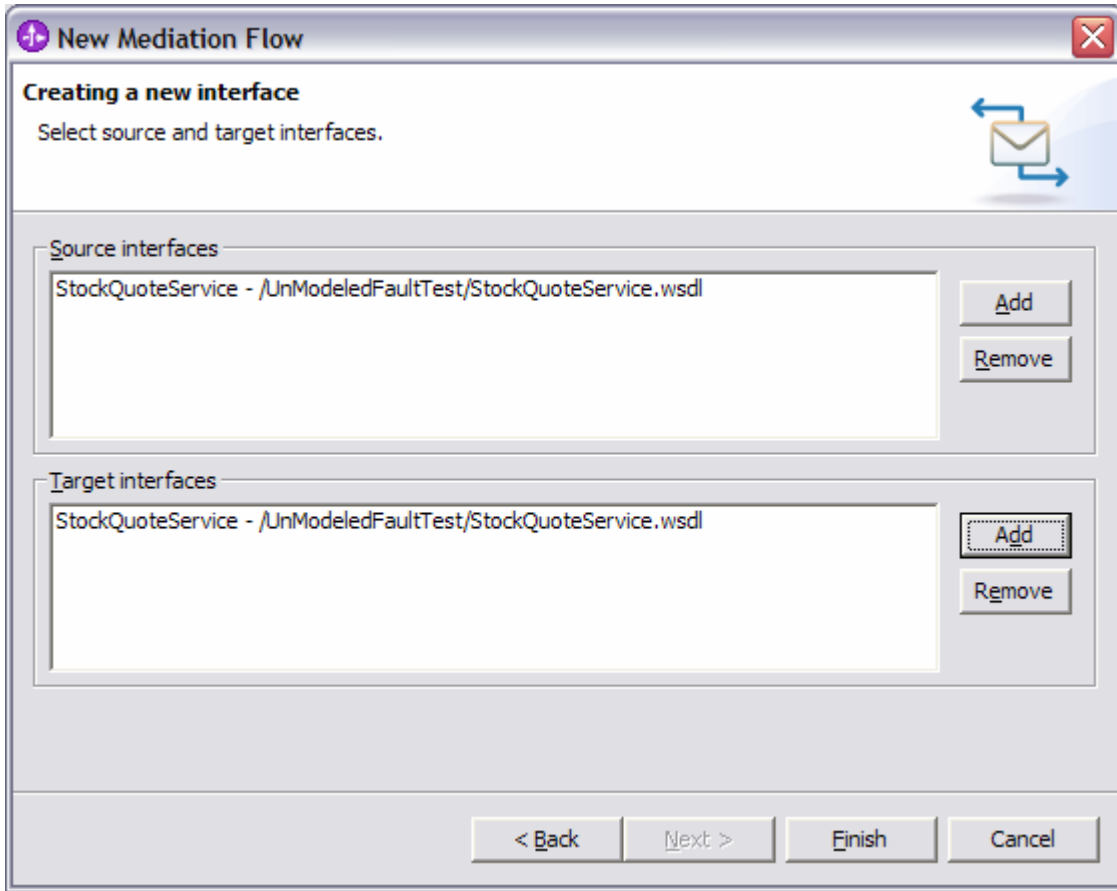 New Mediation Flow
Creating a new interface
Select source and target interfaces.
Source interfaces
StockQuoteService - /UnModeledFaultTest/StockQuoteService.wsdl
Add
Remove
Target interfaces
StockQuoteService - /UnModeledFaultTest/StockQuoteService.wsdl
Add
Remove
< Back Next > Finish Cancel